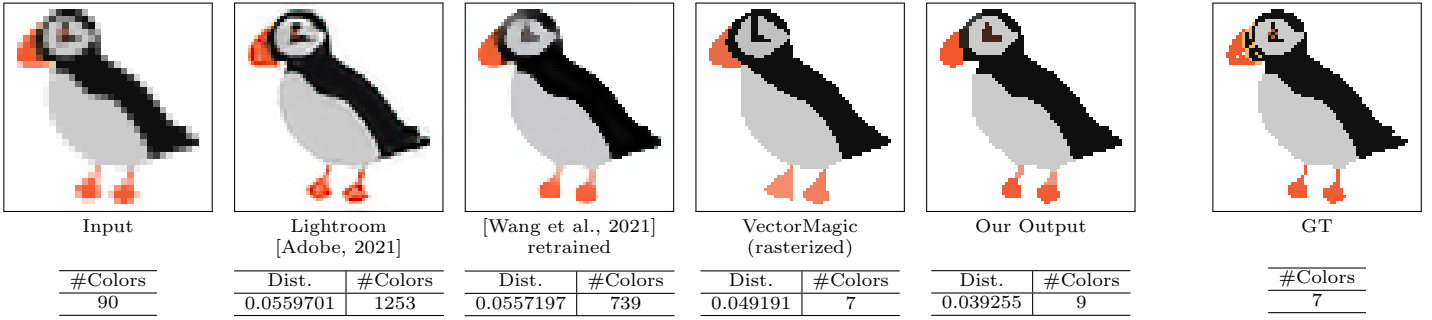 Input
Lightroom
[Adobe, 2021]
[Wang et al., 2021]
retrained
VectorMagic
(rasterized)
Our Output
GT
#Colors
90
Dist. #Colors
0.0559701 1253
Dist. #Colors
0.0557197 739
Dist. #Colors
0.049191 7
Dist. #Colors
0.039255 9
#Colors
7